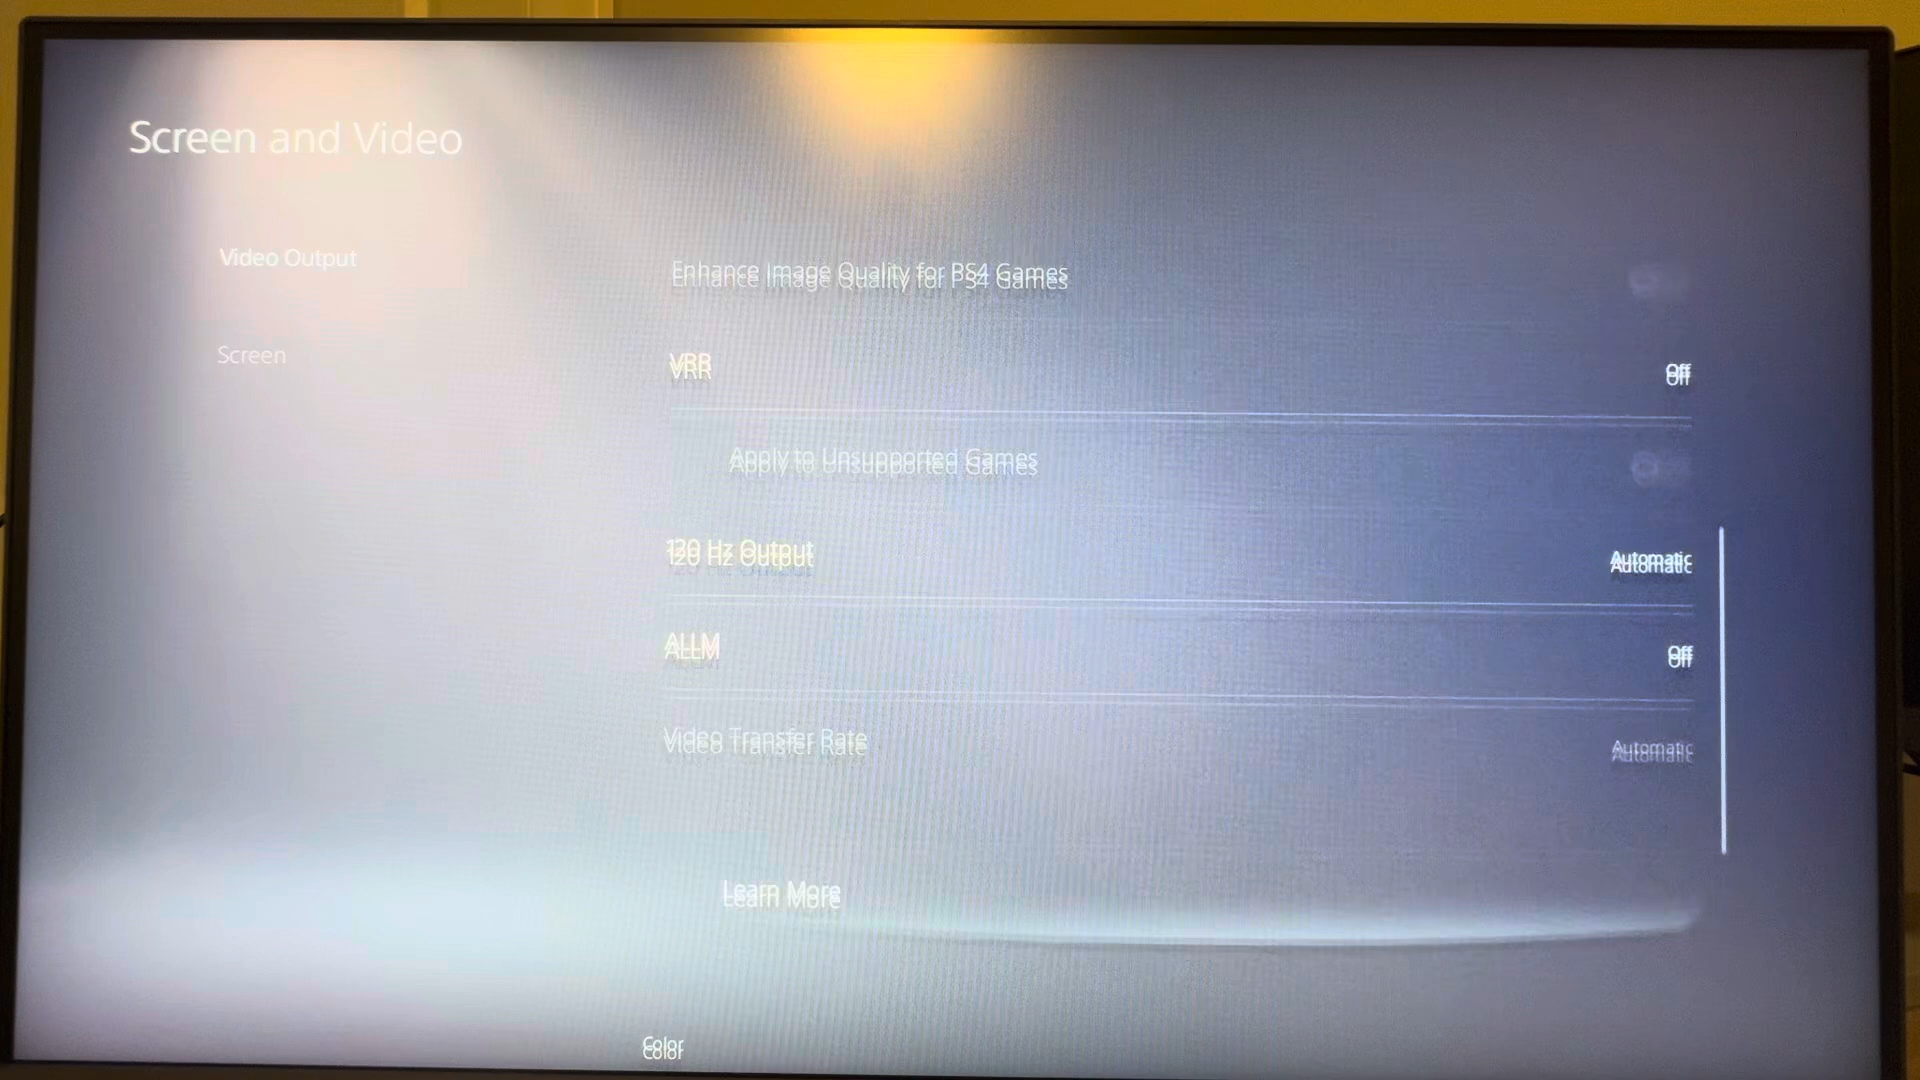 Screen and Video
Video Output
Screen
Enhance Image Quality for PS4 Games
VRR
Off
Apply to Unsupported Games
120 Hz Output
Automatic
ALLM
Off
Video Transfer Rate
Automatic
Learn More
Color